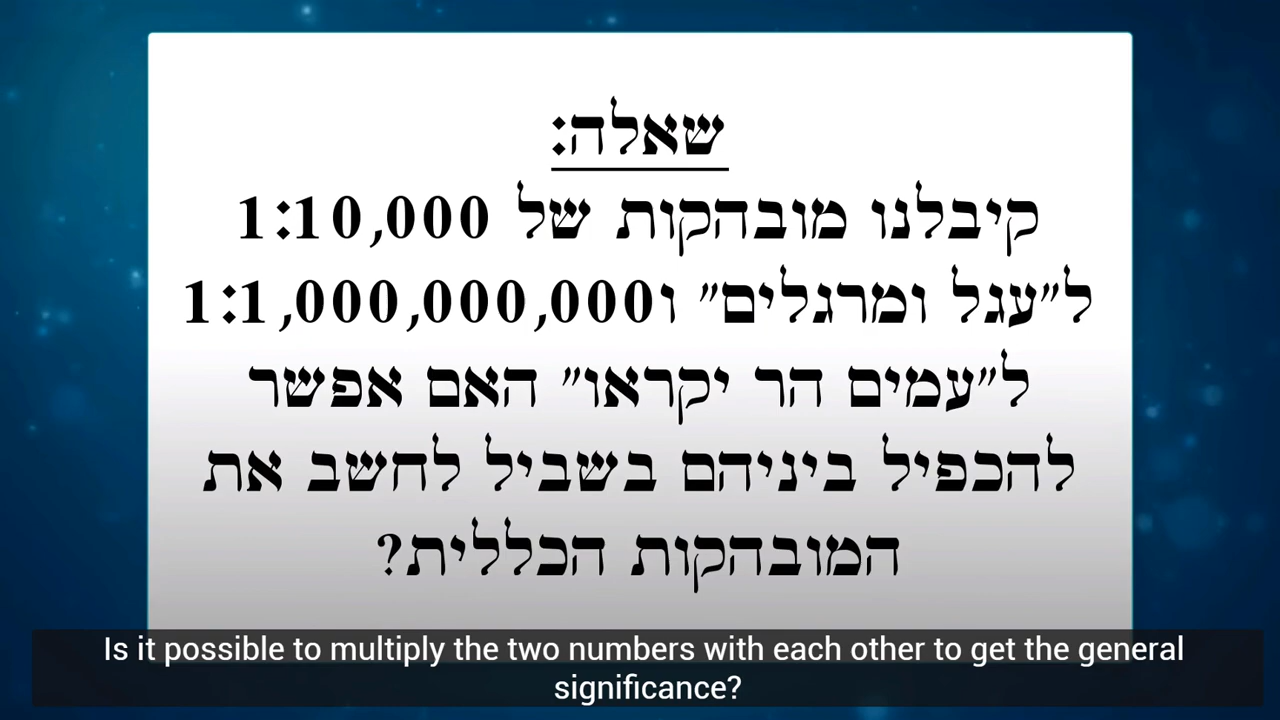 שאלה:
קיבלנו מובהקות של 1:10,000
ל"עגל ומרגלים" ו1:1,000,000,000
ל"עמים הר יקראו" האם אפשר
להכפיל ביניהם בשביל לחשב את
המובהקות הכללית?
Is it possible to multiply the two numbers with each other to get the general
significance?